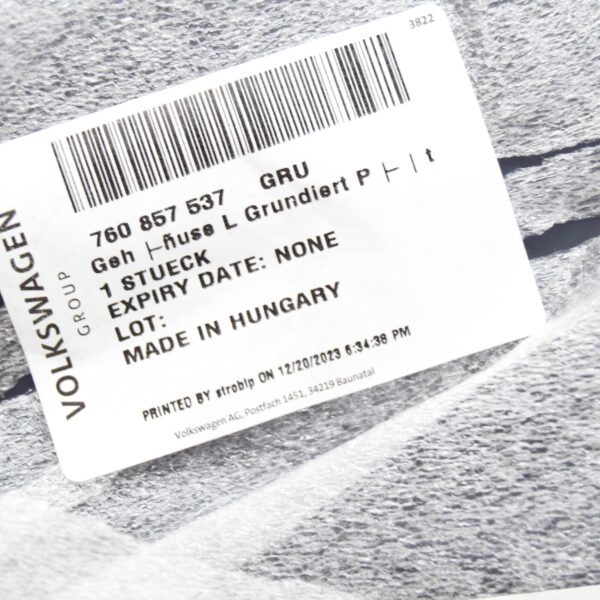 3822
760 857 537 GRU
Geh ├ñuse L Grundiert P ├ | t
1 STUECK
EXPIRY DATE: NONE
LOT:
MADE IN HUNGARY
PRINTED BY stroblp ON 12/20/2023 6:34:38 PM
Volkswagen AG, Postfach 1451, 34219 Baunatal
VOLKSWAGEN
GROUP